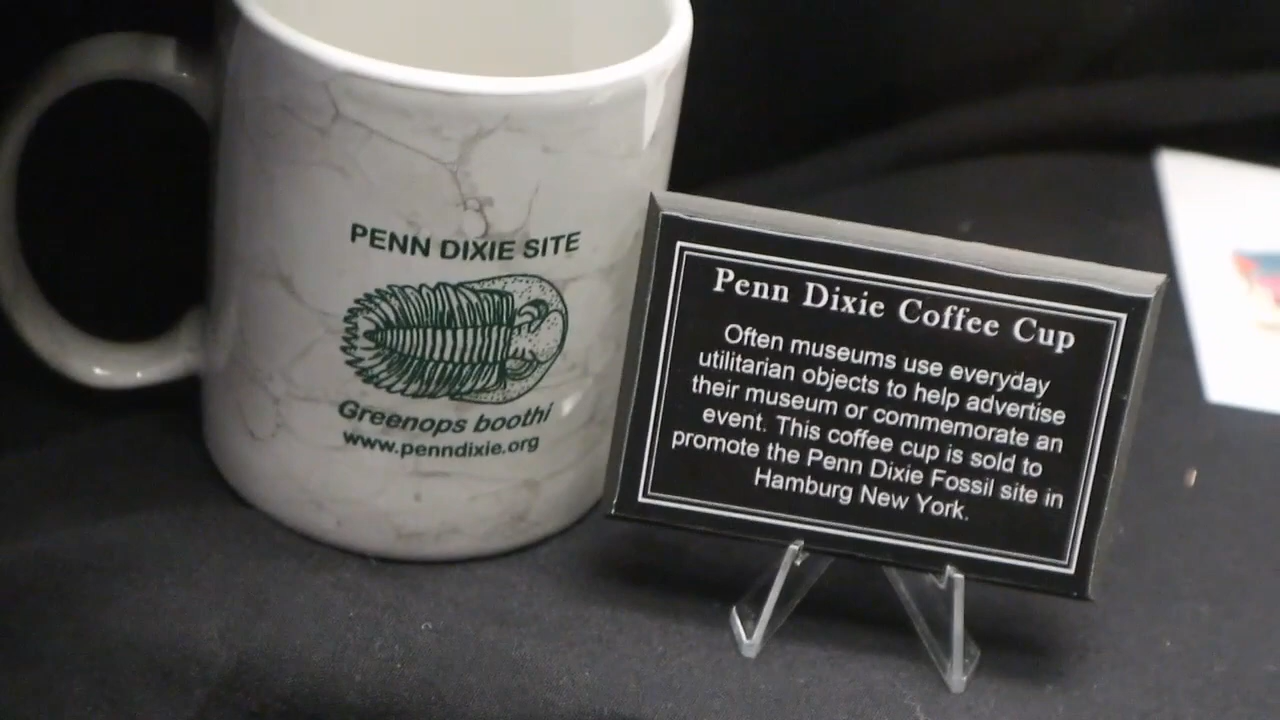 PENN DIXIE SITE
Greenops boothi
www.penndixie.org
Penn Dixie Coffee Cup
Often museums use everyday
utilitarian objects to help advertise
their museum or commemorate an
event. This coffee cup is sold to
promote the Penn Dixie Fossil site in
Hamburg New York.